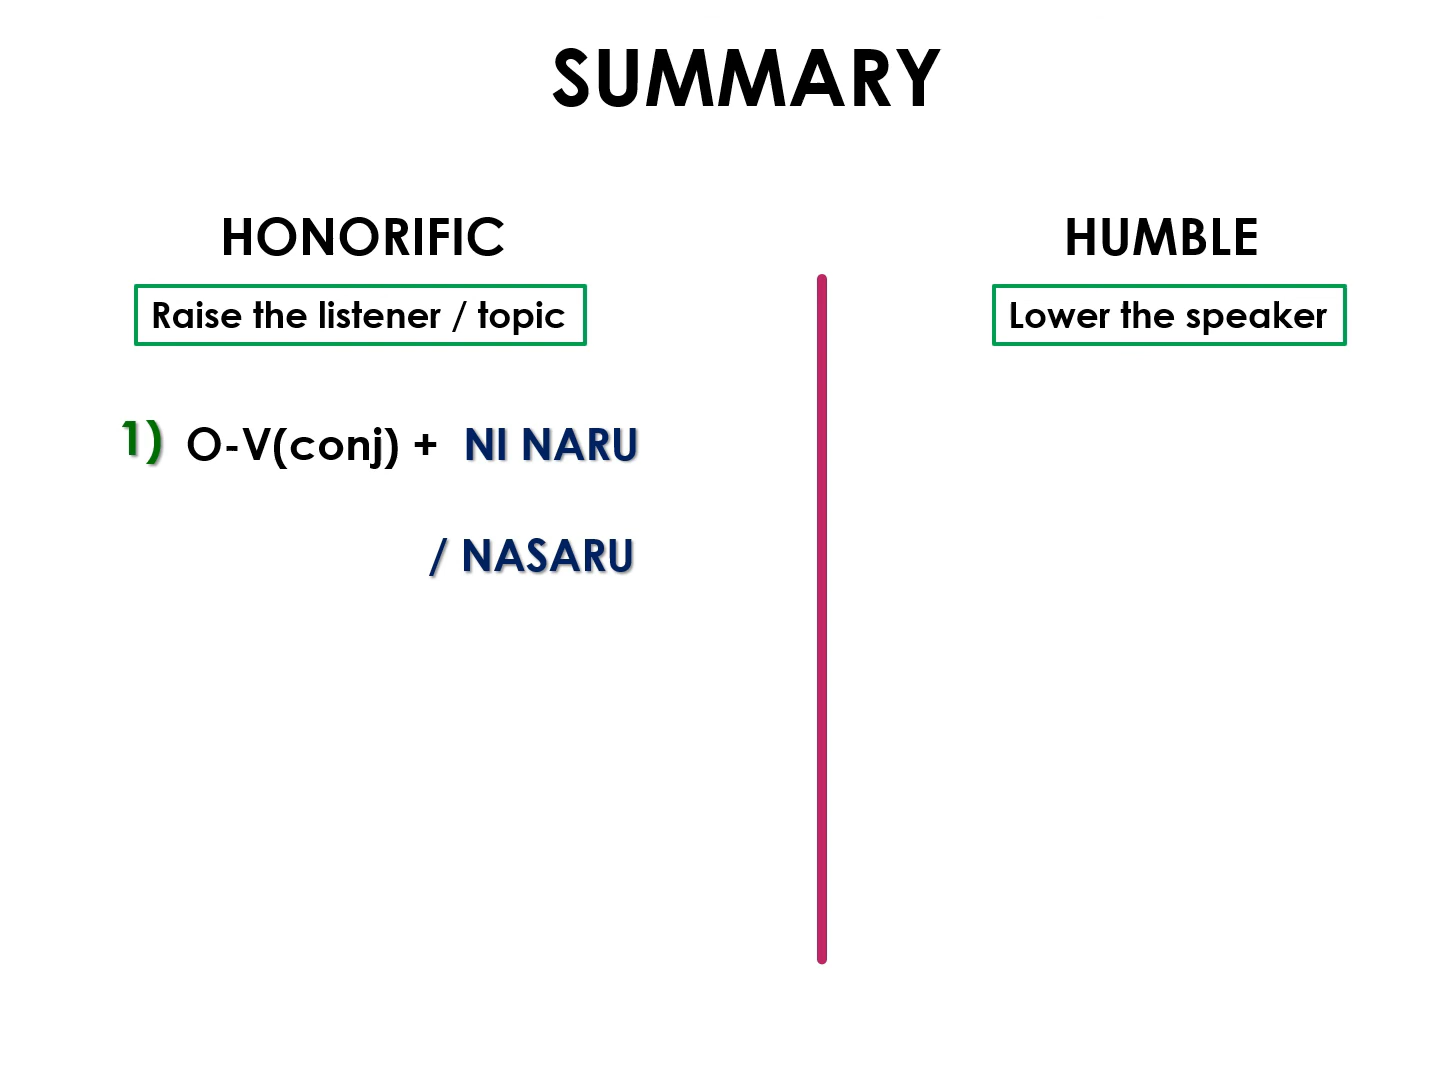 SUMMARY
HONORIFIC
Raise the listener / topic
1) O-V(conj) + NI NARU
/ NASARU
HUMBLE
Lower the speaker